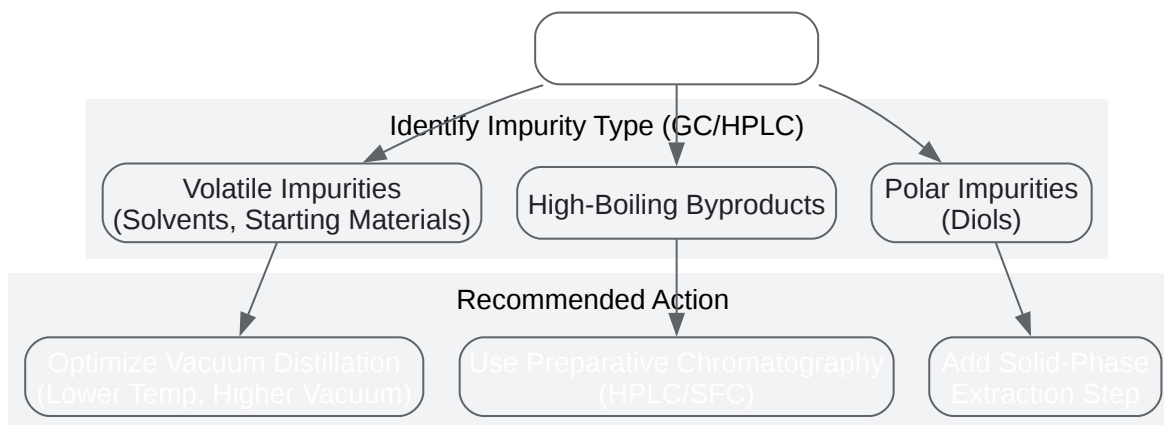 Identify Impurity Type (GC/HPLC)
Volatile Impurities
(Solvents, Starting Materials)
High-Boiling Byproducts
Polar Impurities
(Diols)
Recommended Action
Optimize Vacuum Distillation
(Lower Temp, Higher Vacuum)
Use Preparative Chromatography
(HPLC/SFC)
Add Solid-Phase
Extraction Step